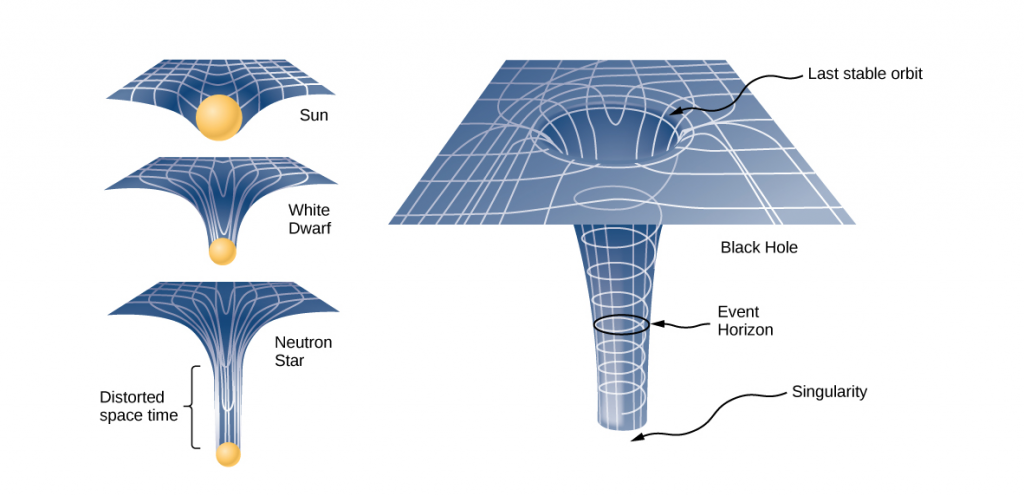 Sun
White
Dwarf
Neutron
Star
Distorted
space time
Last stable orbit
Black Hole
Event
Horizon
Singularity